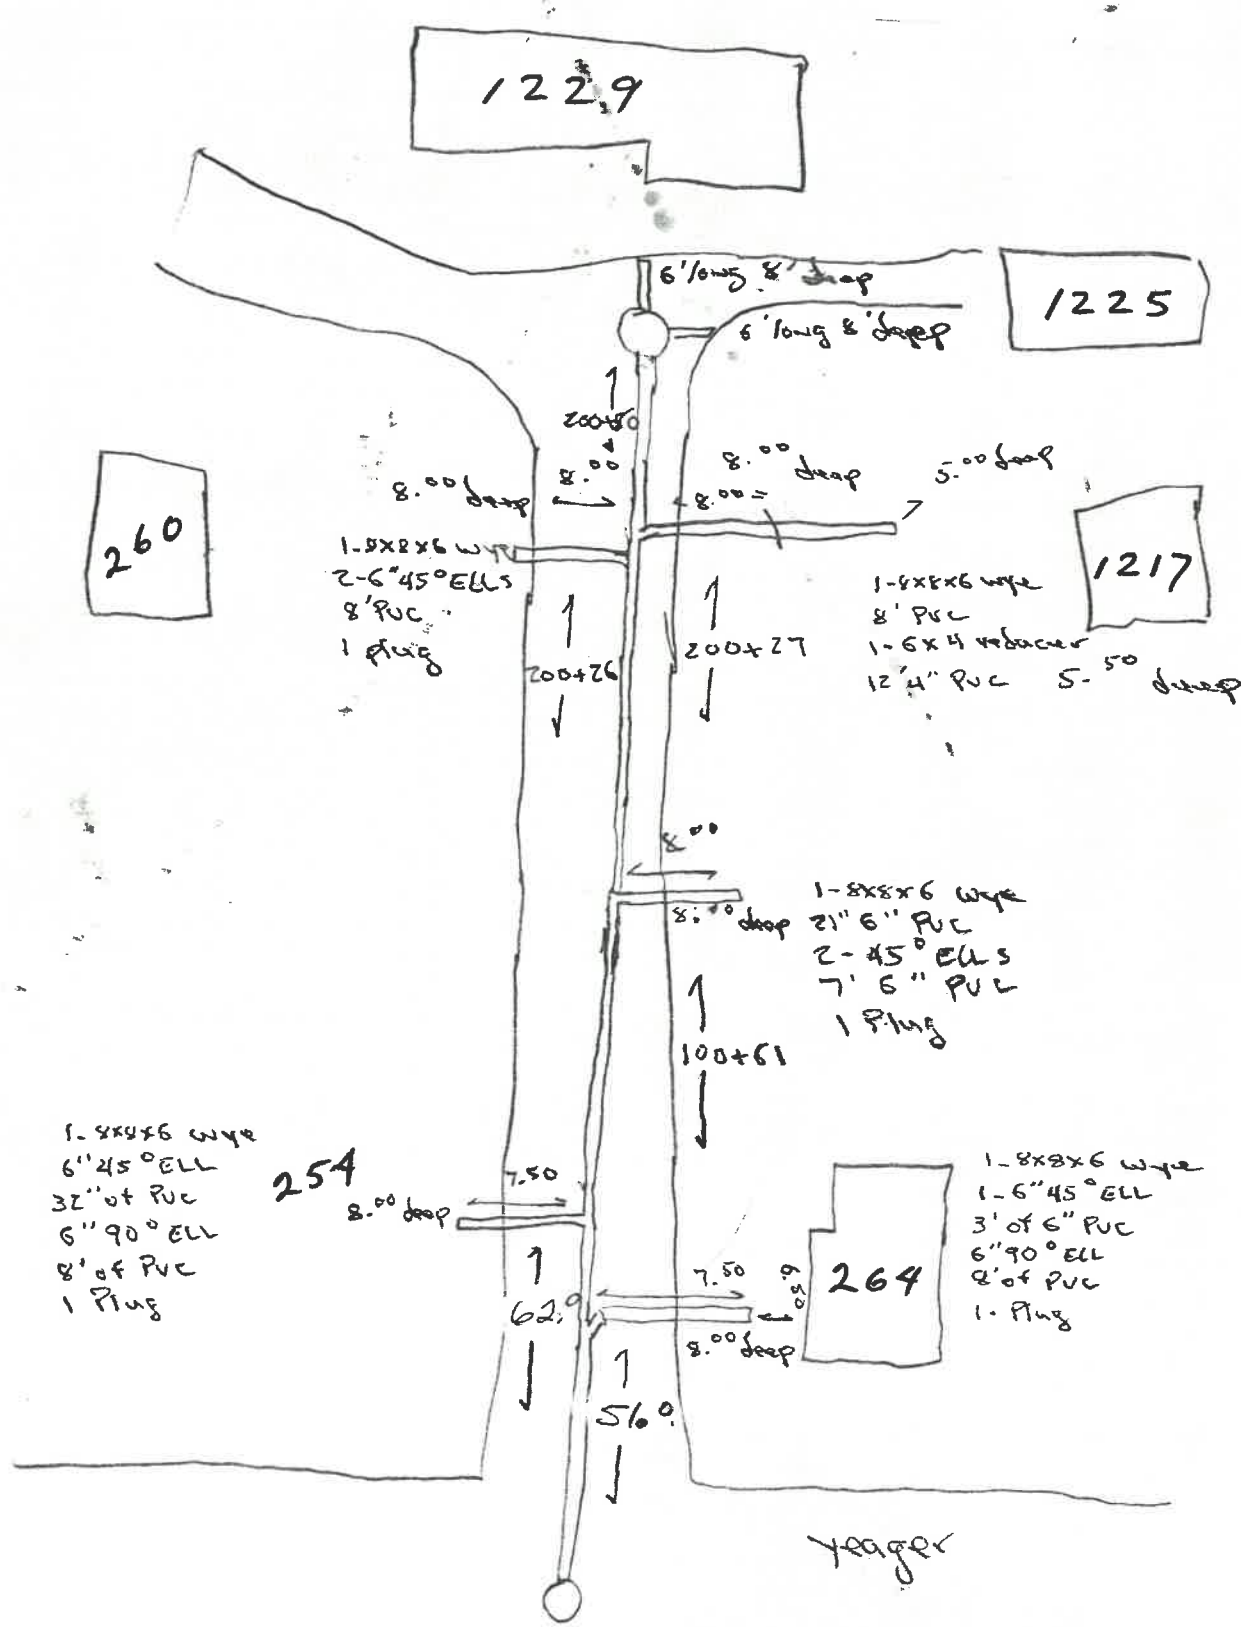 1229
6' long 8' deep
1225
6' long 8' deep
200+50
8.00 deep
8.00
8.00 deep
8.00
5.00 deep
260
1-8x8x6 wye
2-6" 45° ELLS
8' PVC
1 plug
1217
1-8x8x6 wye
8' PVC
1-6x4 reducer
12' 4" PVC 5.50 deep
200+26
200+27
8.00
8.00 deep
1-8x8x6 wye
21" 6" PVC
2-45° ELLS
7' 6" PVC
1 Plug
100+61
1-8x8x6 wye
6" 45° ELL
32" of PVC
6" 90° ELL
8' of PVC
1 Plug
254
8.00 deep
7.50
62.0
7.50
6.50
264
8.00 deep
1-8x8x6 wye
1-6" 45° ELL
3' of 6" PVC
6" 90° ELL
8' of PVC
1-Plug
56.0
yeager